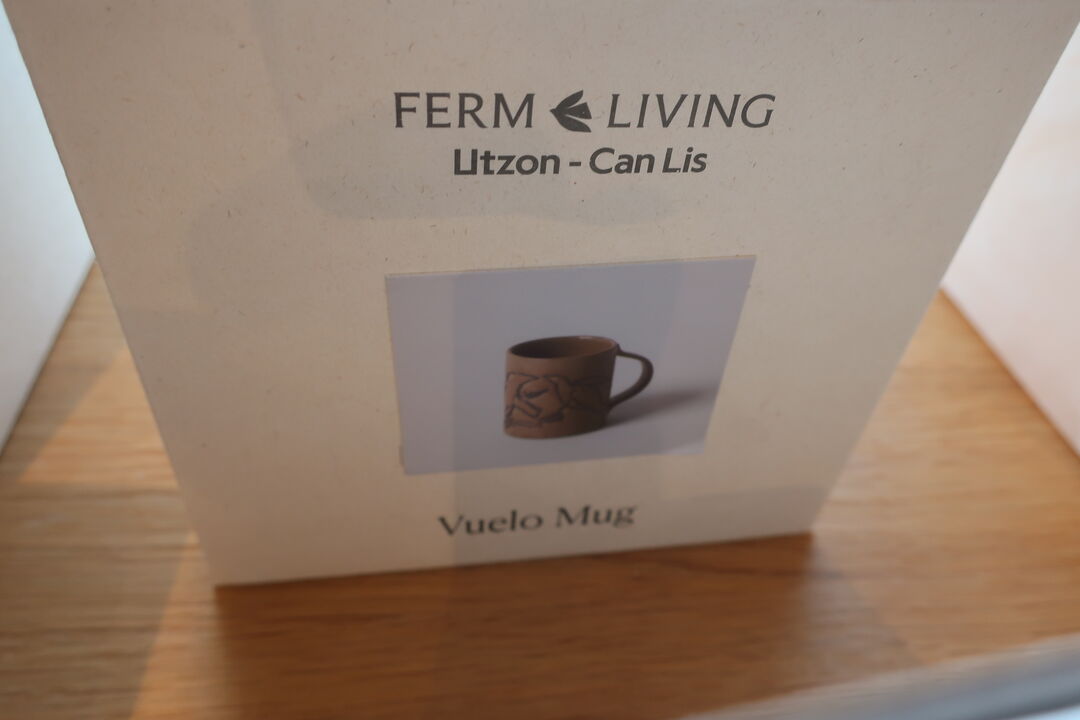 FERM LIVING
Utzon - Can Lis
Vuelo Mug